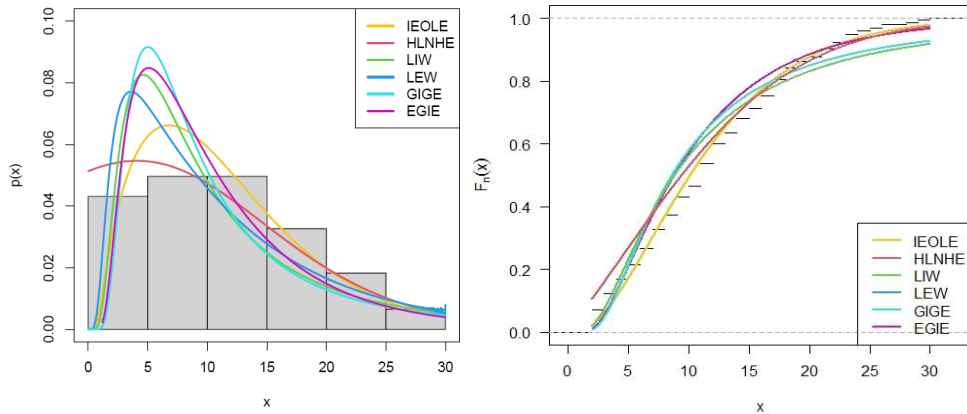 0.10
0.08
0.06
0.04
0.02
0.00
p(x)
0 5 10 15 20 25 30
x
IEOLE
HLNHE
LIW
LEW
GIGE
EGIE
1.0
0.8
0.6
0.4
0.2
0.0
Fn(x)
0 5 10 15 20 25 30
x
IEOLE
HLNHE
LIW
LEW
GIGE
EGIE